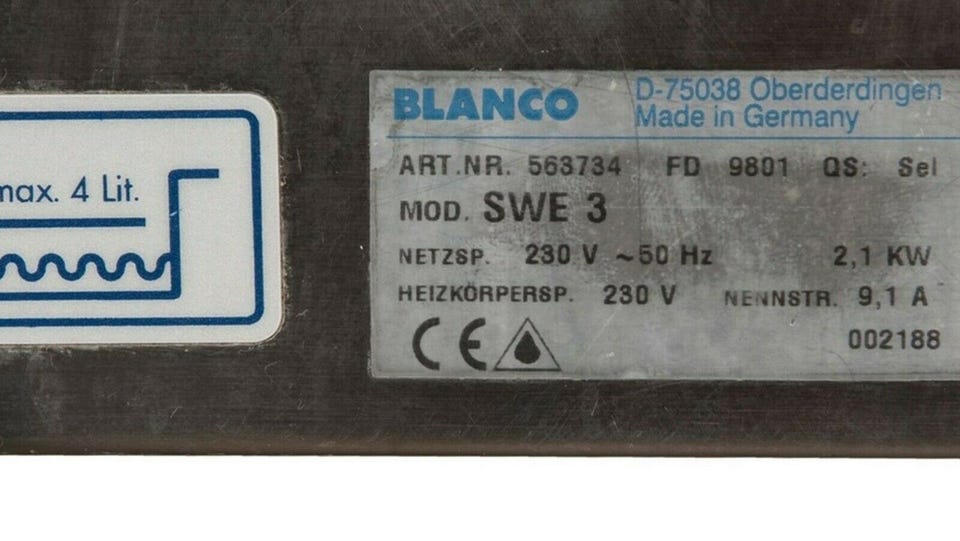 max. 4 Lit.
BLANCO
D-75038 Oberderdingen
Made in Germany
ART.NR. 563734 FD 9801 QS: Sel
MOD. SWE 3
NETZSP. 230 V ~50 Hz 2,1 KW
HEIZKÖRPERSP. 230 V NENNSTR. 9,1 A
CE
002188